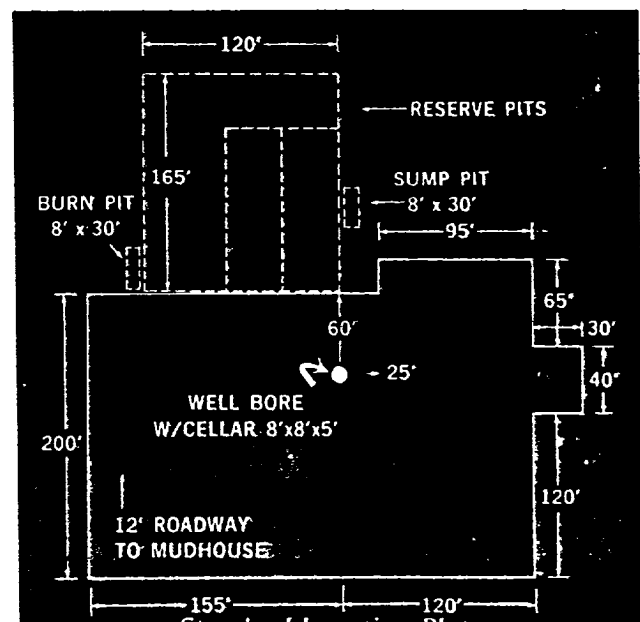 120'
RESERVE PITS
165'
SUMP PIT
8' x 30'
BURN PIT
8' x 30'
95'
65'
60'
30'
25'
40'
WELL BORE
W/CELLAR 8'x8'x5'
200'
120'
12' ROADWAY
TO MUDHOUSE
155'
120'